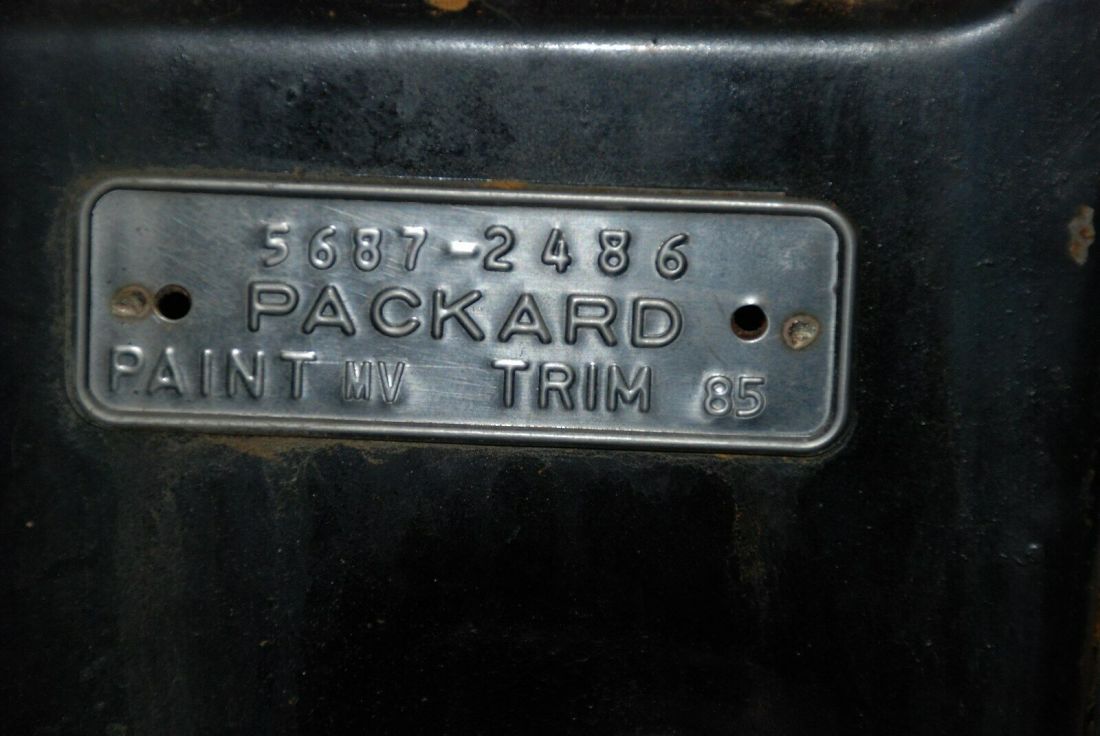 5687-2486
PACKARD
PAINT MV TRIM 85